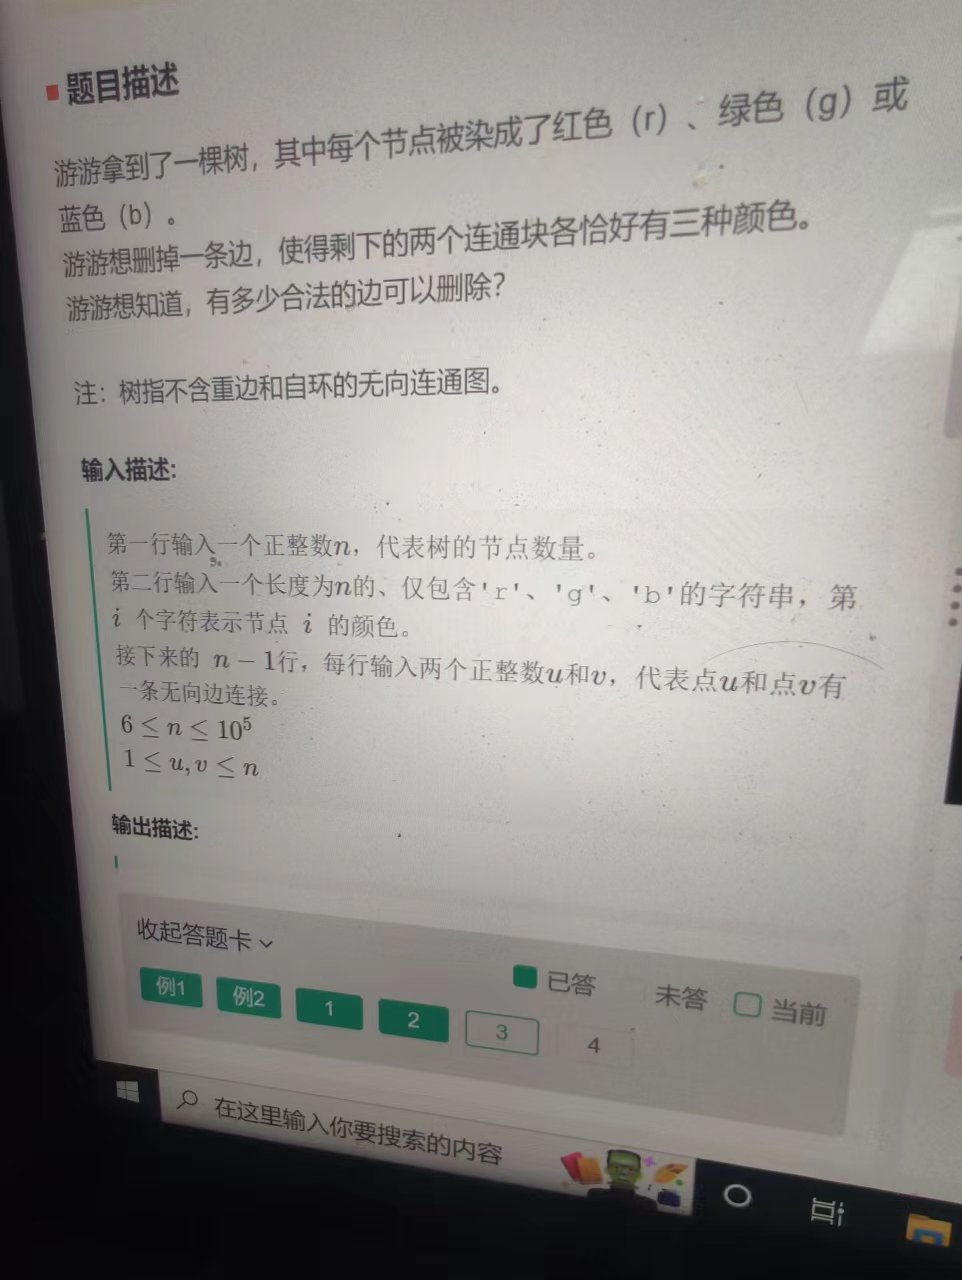 题目描述
游游拿到了一棵树，其中每个节点被染成了红色（r）、绿色（g）或
蓝色（b）。
游游想删掉一条边，使得剩下的两个连通块各恰好有三种颜色。
游游想知道，有多少合法的边可以删除？
注：树指不含重边和自环的无向连通图。
输入描述:
第一行输入一个正整数n，代表树的节点数量。
第二行输入一个长度为n的、仅包含'r'、'g'、'b'的字符串，第
i 个字符表示节点 i 的颜色。
接下来的 n − 1行，每行输入两个正整数u和v，代表点u和点v有
一条无向边连接。
6 ≤ n ≤ 10⁵
1 ≤ u, v ≤ n
输出描述:
收起答题卡
已答 未答 当前
例1 例2 1 2 3 4
在这里输入你要搜索的内容